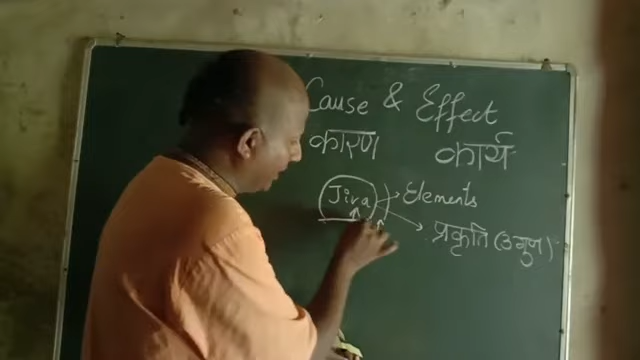 Cause & Effect
कारण कार्य
Jiva Elements
प्रकृति (3 गुण)